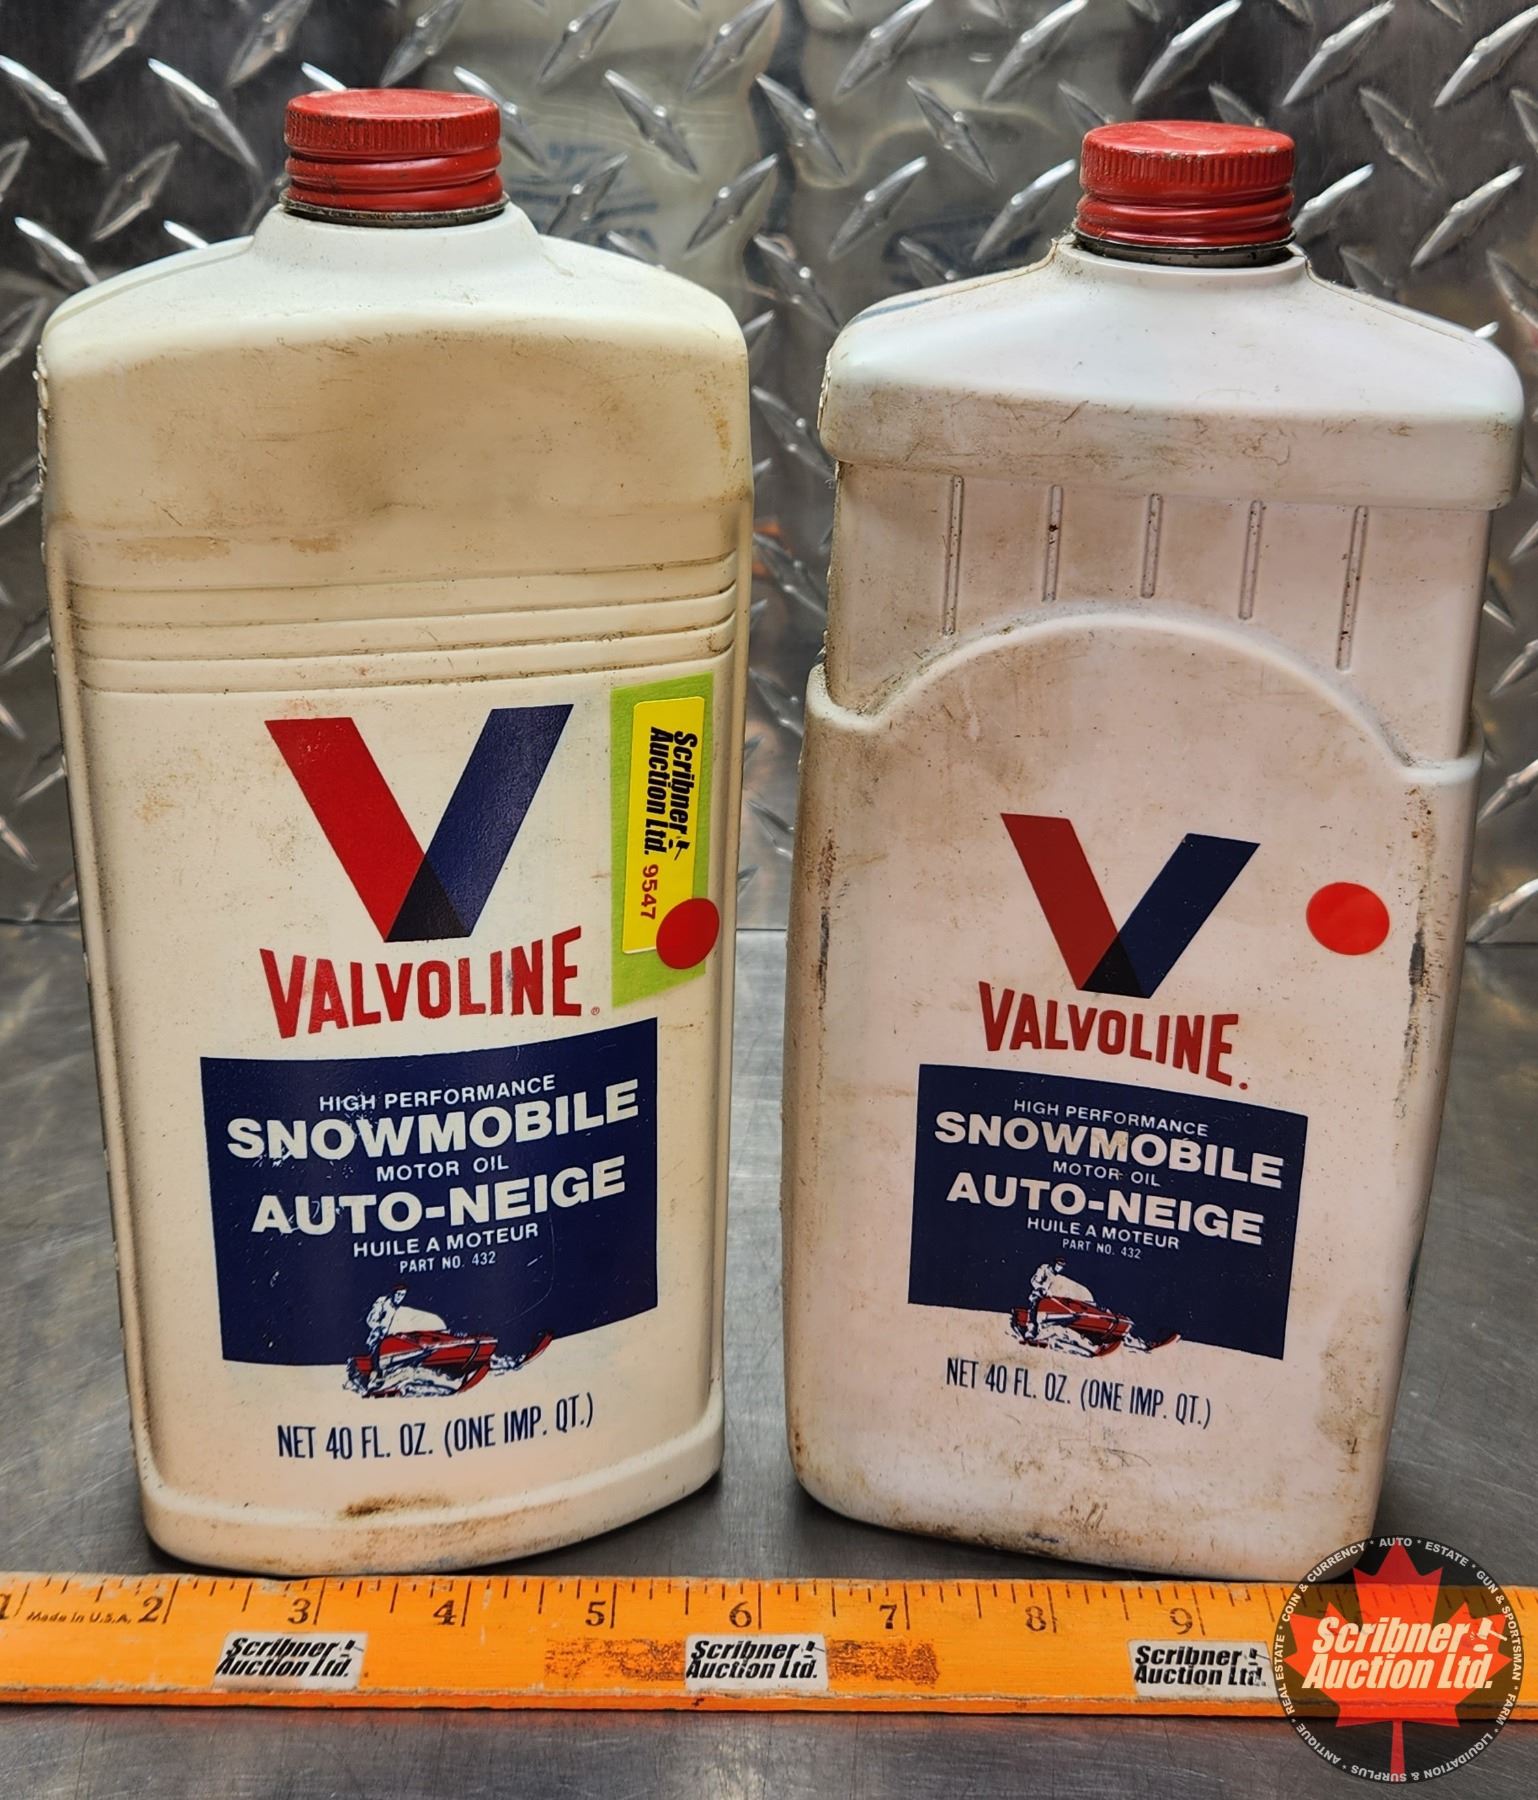 VALVOLINE®
HIGH PERFORMANCE
SNOWMOBILE
MOTOR OIL
AUTO-NEIGE
HUILE A MOTEUR
PART NO. 432
NET 40 FL. OZ. (ONE IMP. QT.)
Scribner
Auction Ltd.
9547
VALVOLINE.
HIGH PERFORMANCE
SNOWMOBILE
MOTOR OIL
AUTO-NEIGE
HUILE A MOTEUR
PART NO. 432
NET 40 FL. OZ. (ONE IMP. QT.)
1 Made in U.S.A. 2 3 4 5 6 7 8 9
Scribner
Auction Ltd.
Scribner
Auction Ltd.
Scribner
Auction Ltd.
Scribner
Auction Ltd.
ANTIQUE * REAL ESTATE * COIN & CURRENCY * AUTO * ESTATE * GUN & SPORTSMAN * FARM * LIQUIDATION & SURPLUS *